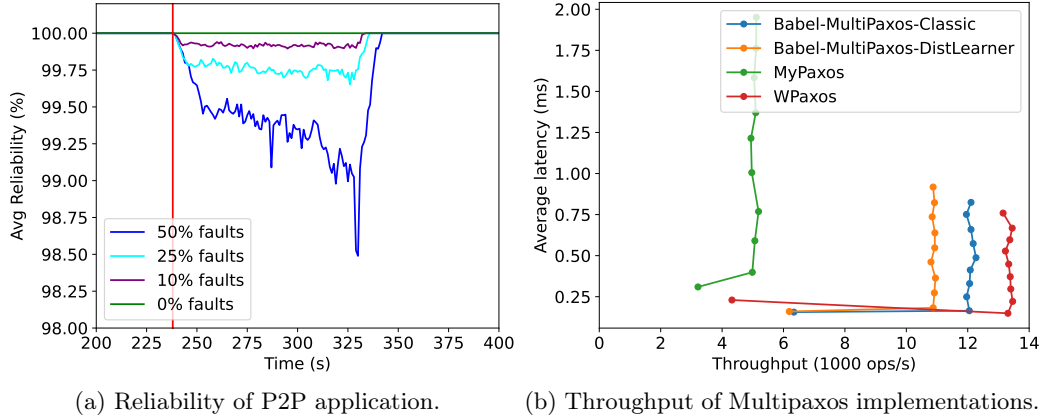 100.00
99.75
99.50
99.25
99.00
98.75
98.50
98.25
98.00
Avg Reliability (%)
50% faults
25% faults
10% faults
0% faults
200 225 250 275 300 325 350 375 400
Time (s)
(a) Reliability of P2P application.
2.00
1.75
1.50
1.25
1.00
0.75
0.50
0.25
Average latency (ms)
Babel-MultiPaxos-Classic
Babel-MultiPaxos-DistLearner
MyPaxos
WPaxos
0 2 4 6 8 10 12 14
Throughput (1000 ops/s)
(b) Throughput of Multipaxos implementations.